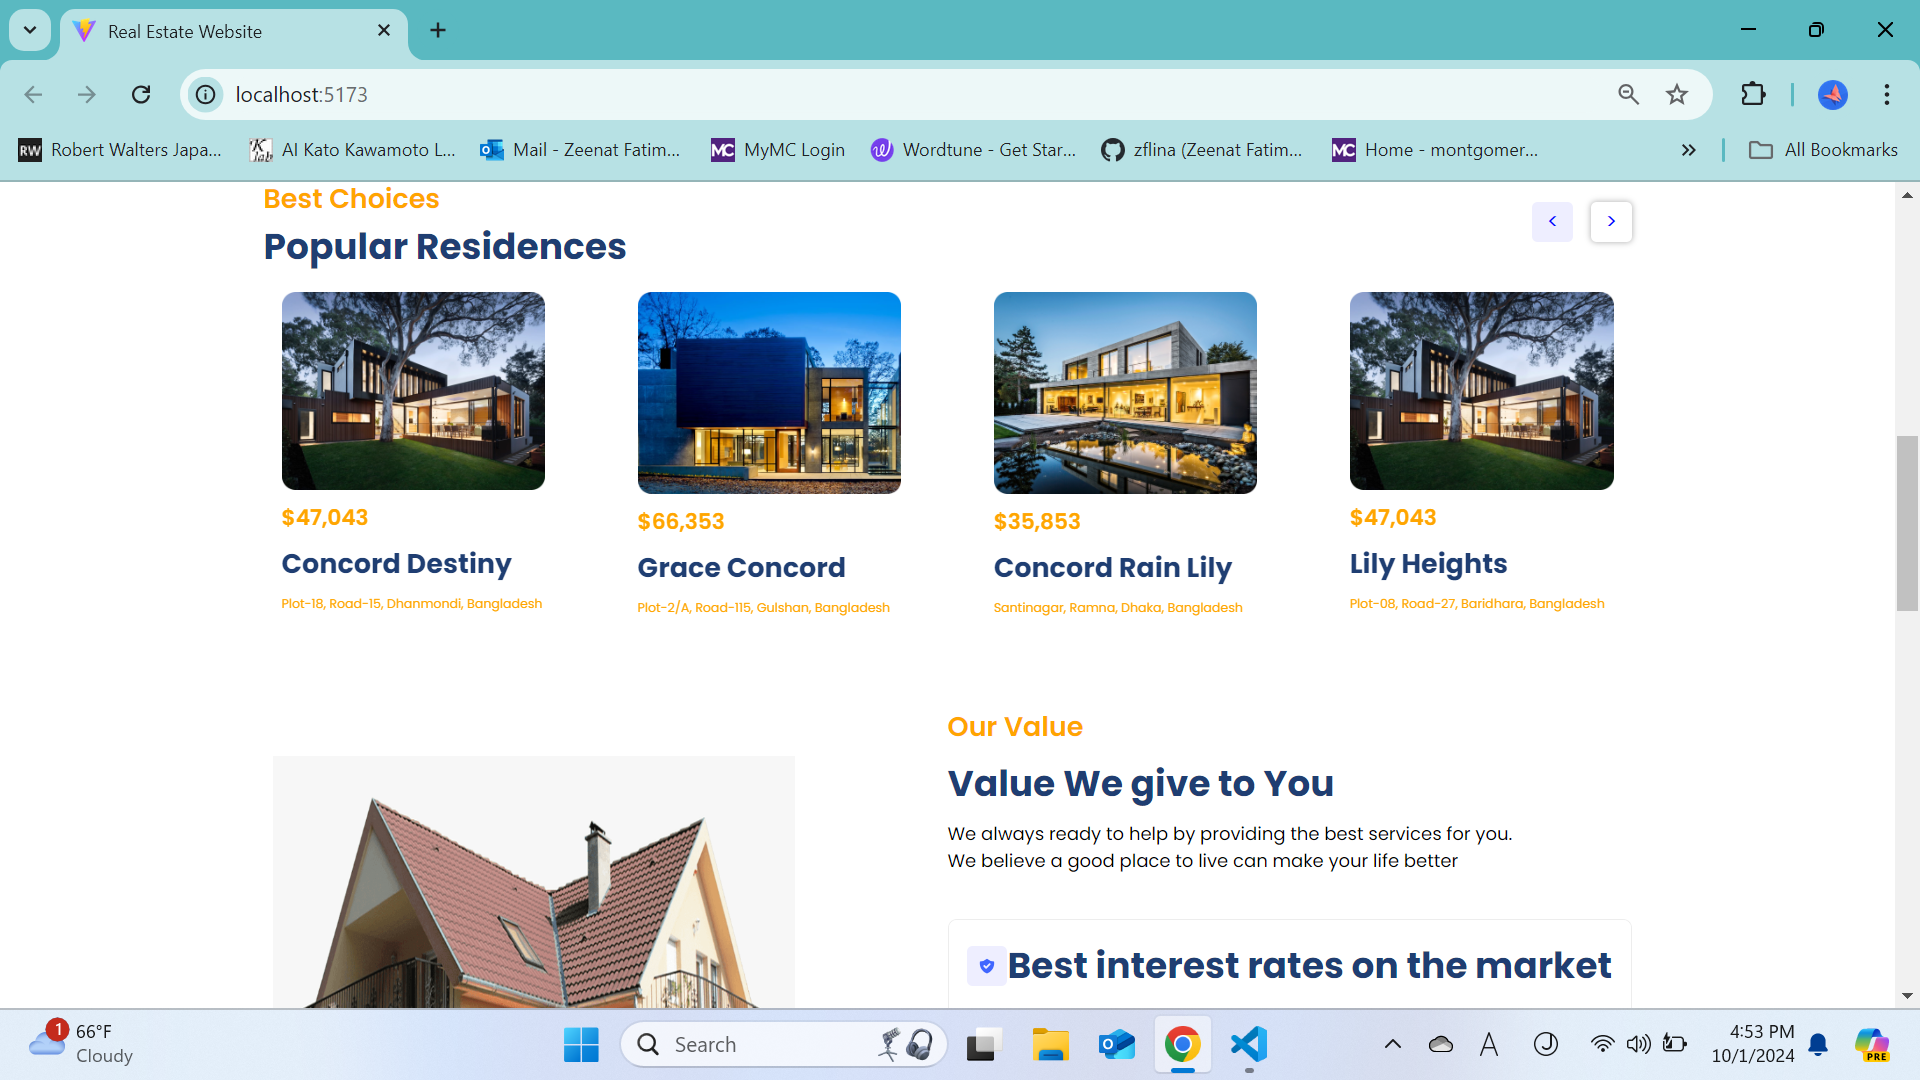 Real Estate Website
localhost:5173
RW Robert Walters Japa...
K lab AI Kato Kawamoto L...
Mail - Zeenat Fatim...
MC MyMC Login
Wordtune - Get Star...
zflina (Zeenat Fatim...
MC Home - montgomer...
All Bookmarks
Best Choices
Popular Residences
$47,043
Concord Destiny
Plot-18, Road-15, Dhanmondi, Bangladesh
$66,353
Grace Concord
Plot-2/A, Road-115, Gulshan, Bangladesh
$35,853
Concord Rain Lily
Santinagar, Ramna, Dhaka, Bangladesh
$47,043
Lily Heights
Plot-08, Road-27, Baridhara, Bangladesh
Our Value
Value We give to You
We always ready to help by providing the best services for you.
We believe a good place to live can make your life better
Best interest rates on the market
1
66°F
Cloudy
Search
A
J
4:53 PM
10/1/2024
PRE